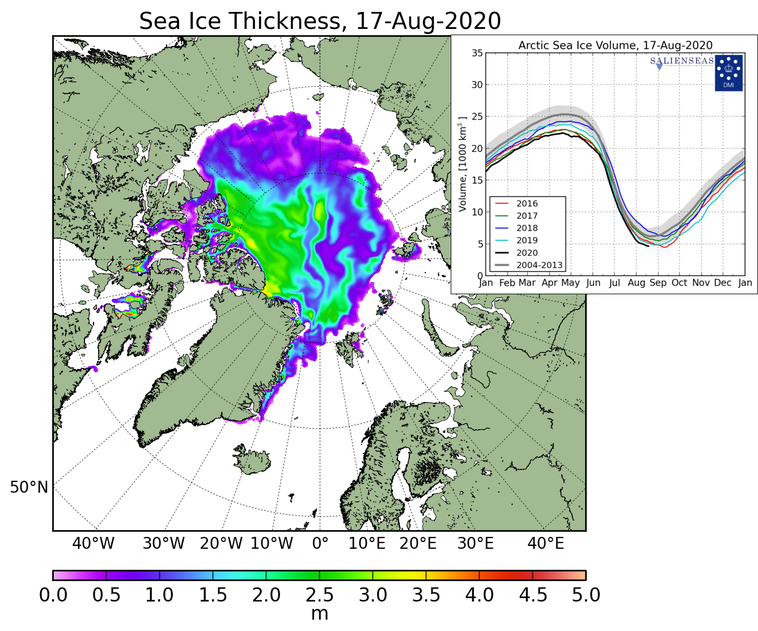 Sea Ice Thickness, 17-Aug-2020
Arctic Sea Ice Volume, 17-Aug-2020
SALIENSEAS
DMI
Volume, [1000 km³]
35
30
25
20
15
10
5
0
2016
2017
2018
2019
2020
2004-2013
Jan Feb Mar Apr May Jun Jul Aug Sep Oct Nov Dec Jan
50°N
40°W 30°W 20°W 10°W 0° 10°E 20°E 30°E 40°E
0.0 0.5 1.0 1.5 2.0 2.5 3.0 3.5 4.0 4.5 5.0
m